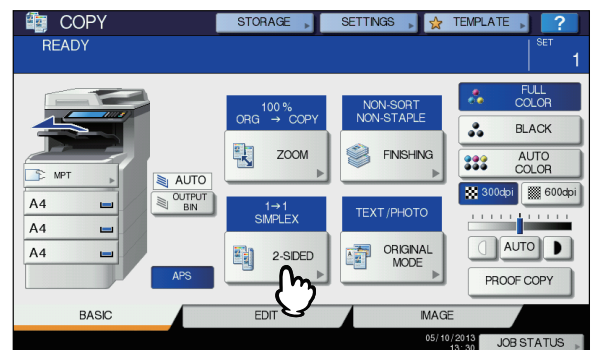 COPY
STORAGE
SETTINGS
TEMPLATE
?
READY
SET
1
100 %
ORG → COPY
ZOOM
NON-SORT
NON-STAPLE
FINISHING
FULL
COLOR
BLACK
AUTO
COLOR
300dpi
600dpi
AUTO
PROOF COPY
MPT
A4
A4
A4
AUTO
OUTPUT
BIN
APS
1→1
SIMPLEX
2-SIDED
TEXT/PHOTO
ORIGINAL
MODE
BASIC
EDIT
IMAGE
05/10/2013
13:30
JOB STATUS